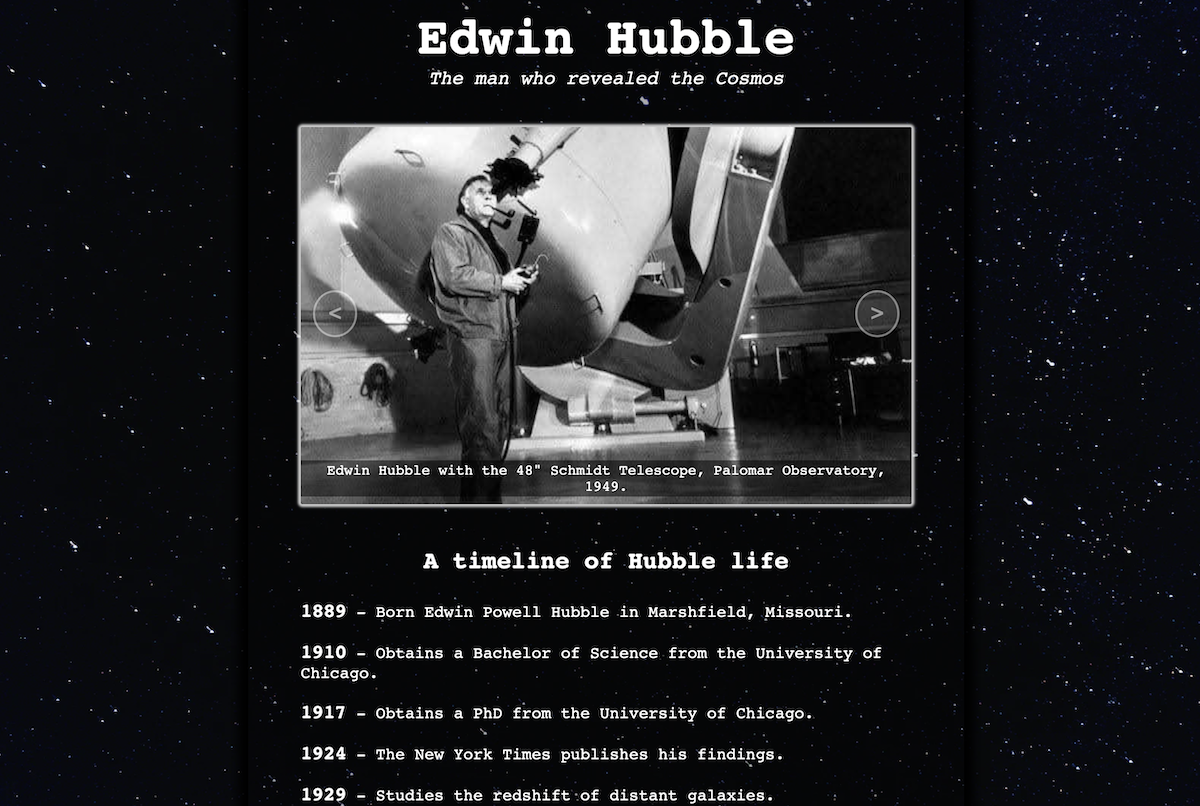 Edwin Hubble
The man who revealed the Cosmos
<
>
Edwin Hubble with the 48" Schmidt Telescope, Palomar Observatory,
1949.
A timeline of Hubble life
1889 – Born Edwin Powell Hubble in Marshfield, Missouri.
1910 – Obtains a Bachelor of Science from the University of
Chicago.
1917 – Obtains a PhD from the University of Chicago.
1924 – The New York Times publishes his findings.
1929 – Studies the redshift of distant galaxies.